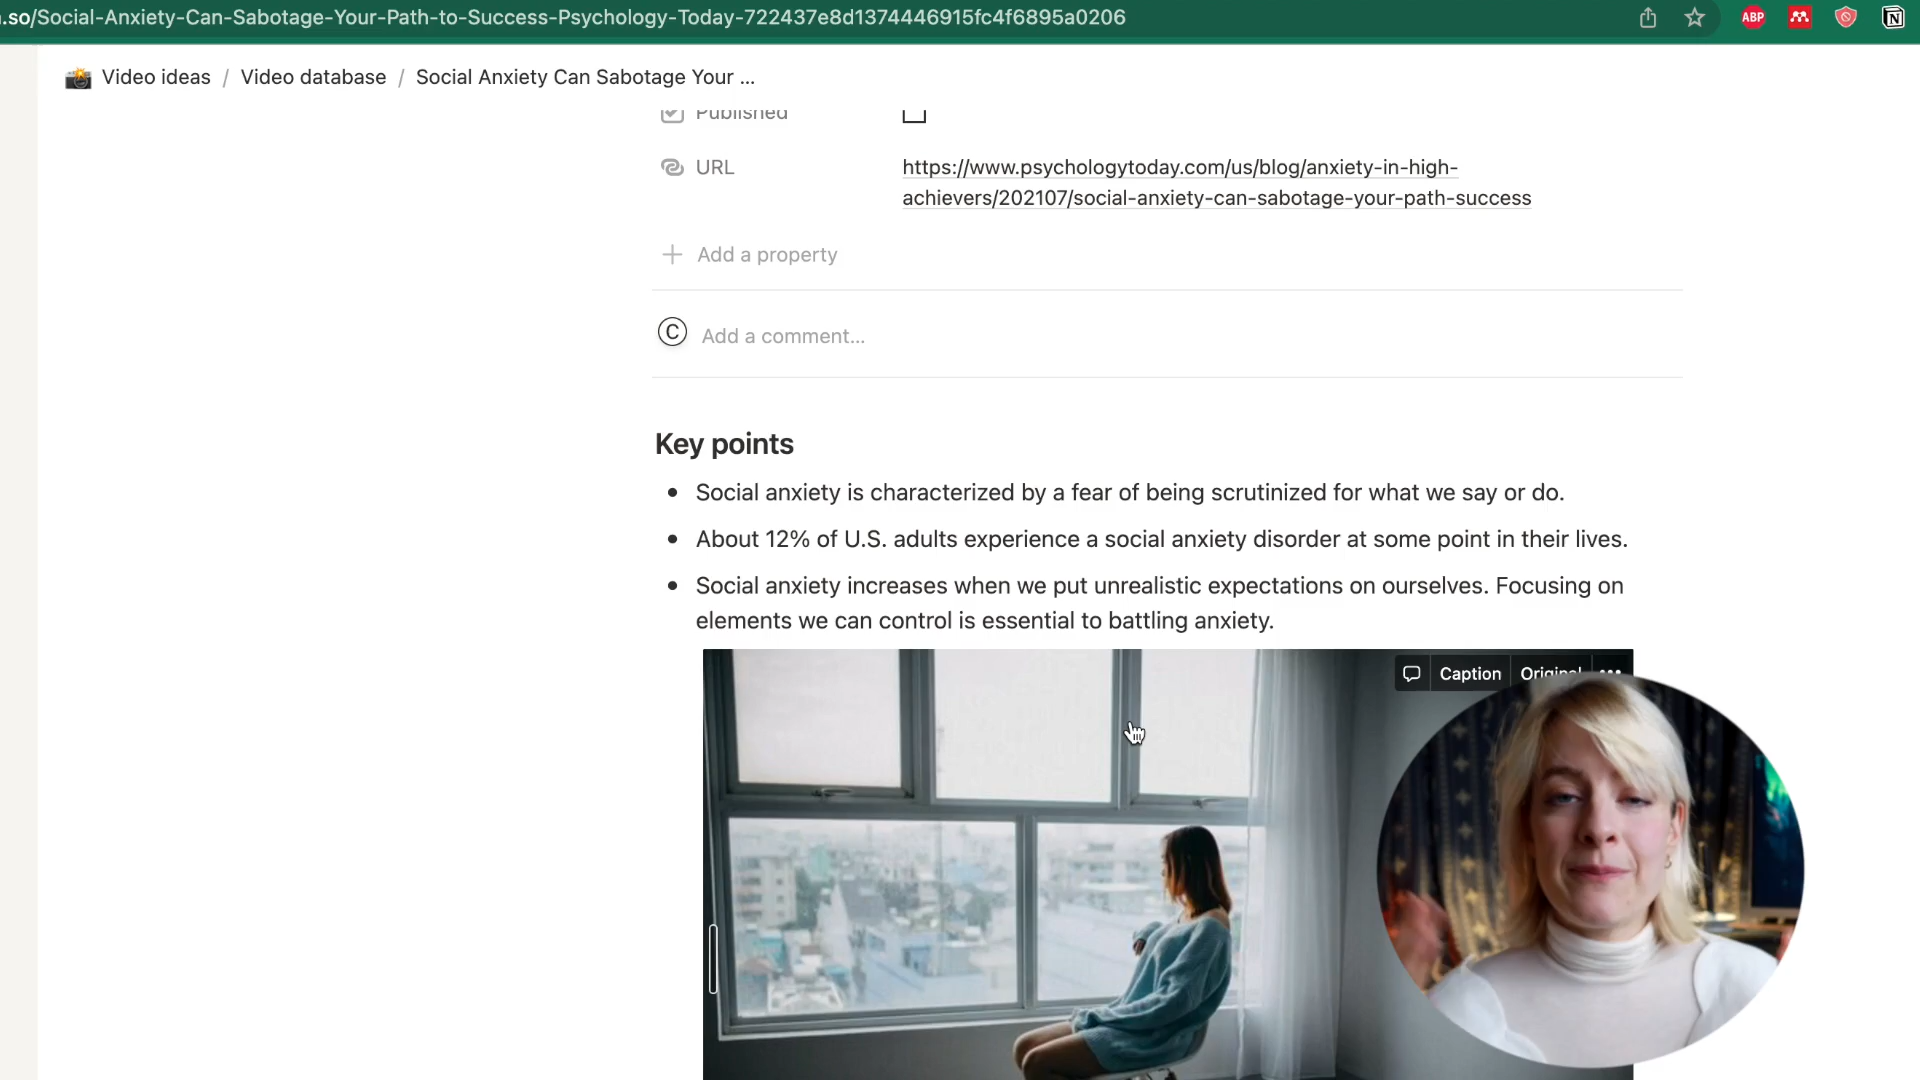 .so/Social-Anxiety-Can-Sabotage-Your-Path-to-Success-Psychology-Today-722437e8d1374446915fc4f6895a0206
ABP
Video ideas / Video database / Social Anxiety Can Sabotage Your ...
Published
URL
https://www.psychologytoday.com/us/blog/anxiety-in-high-
achievers/202107/social-anxiety-can-sabotage-your-path-success
Add a property
C
Add a comment...
Key points
• Social anxiety is characterized by a fear of being scrutinized for what we say or do.
• About 12% of U.S. adults experience a social anxiety disorder at some point in their lives.
• Social anxiety increases when we put unrealistic expectations on ourselves. Focusing on
elements we can control is essential to battling anxiety.
Caption Original